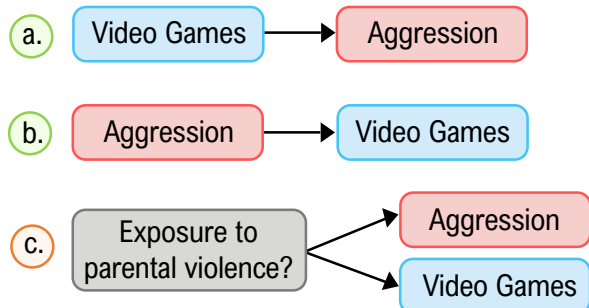 a. Video Games Aggression
b. Aggression Video Games
Aggression
c. Exposure to
parental violence?
Video Games